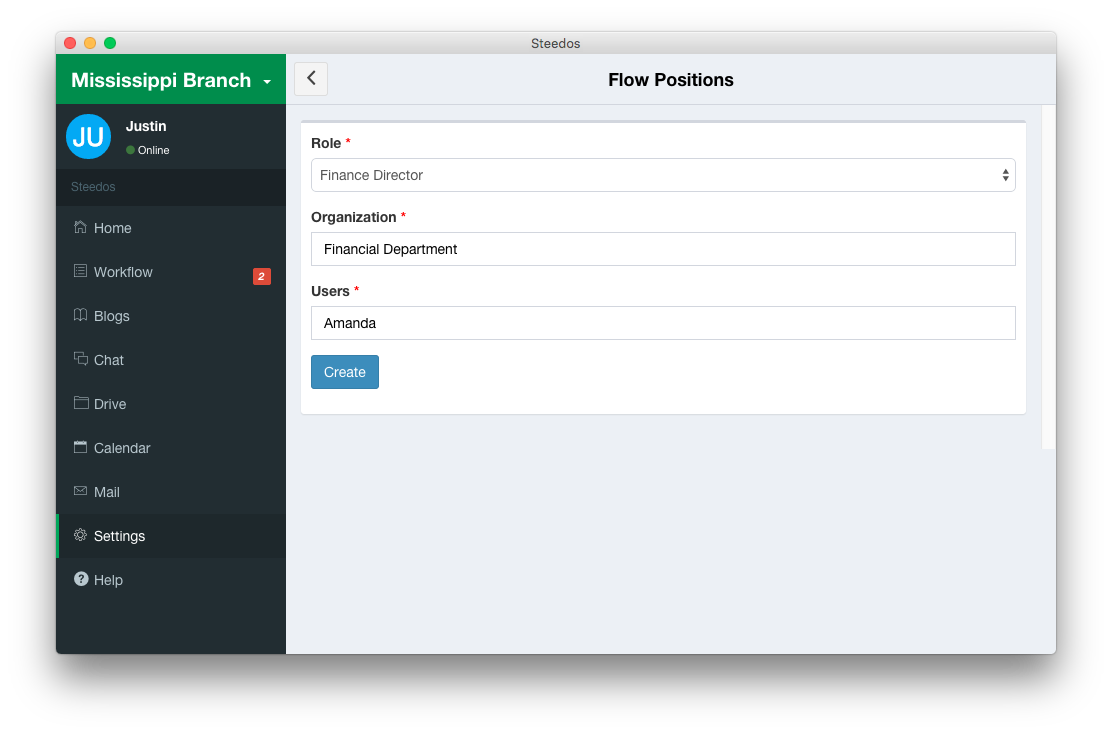 Steedos
Mississippi Branch
Flow Positions
JU
Justin
Online
Steedos
Home
Workflow
2
Blogs
Chat
Drive
Calendar
Mail
Settings
? Help
Role *
Finance Director
Organization *
Financial Department
Users *
Amanda
Create